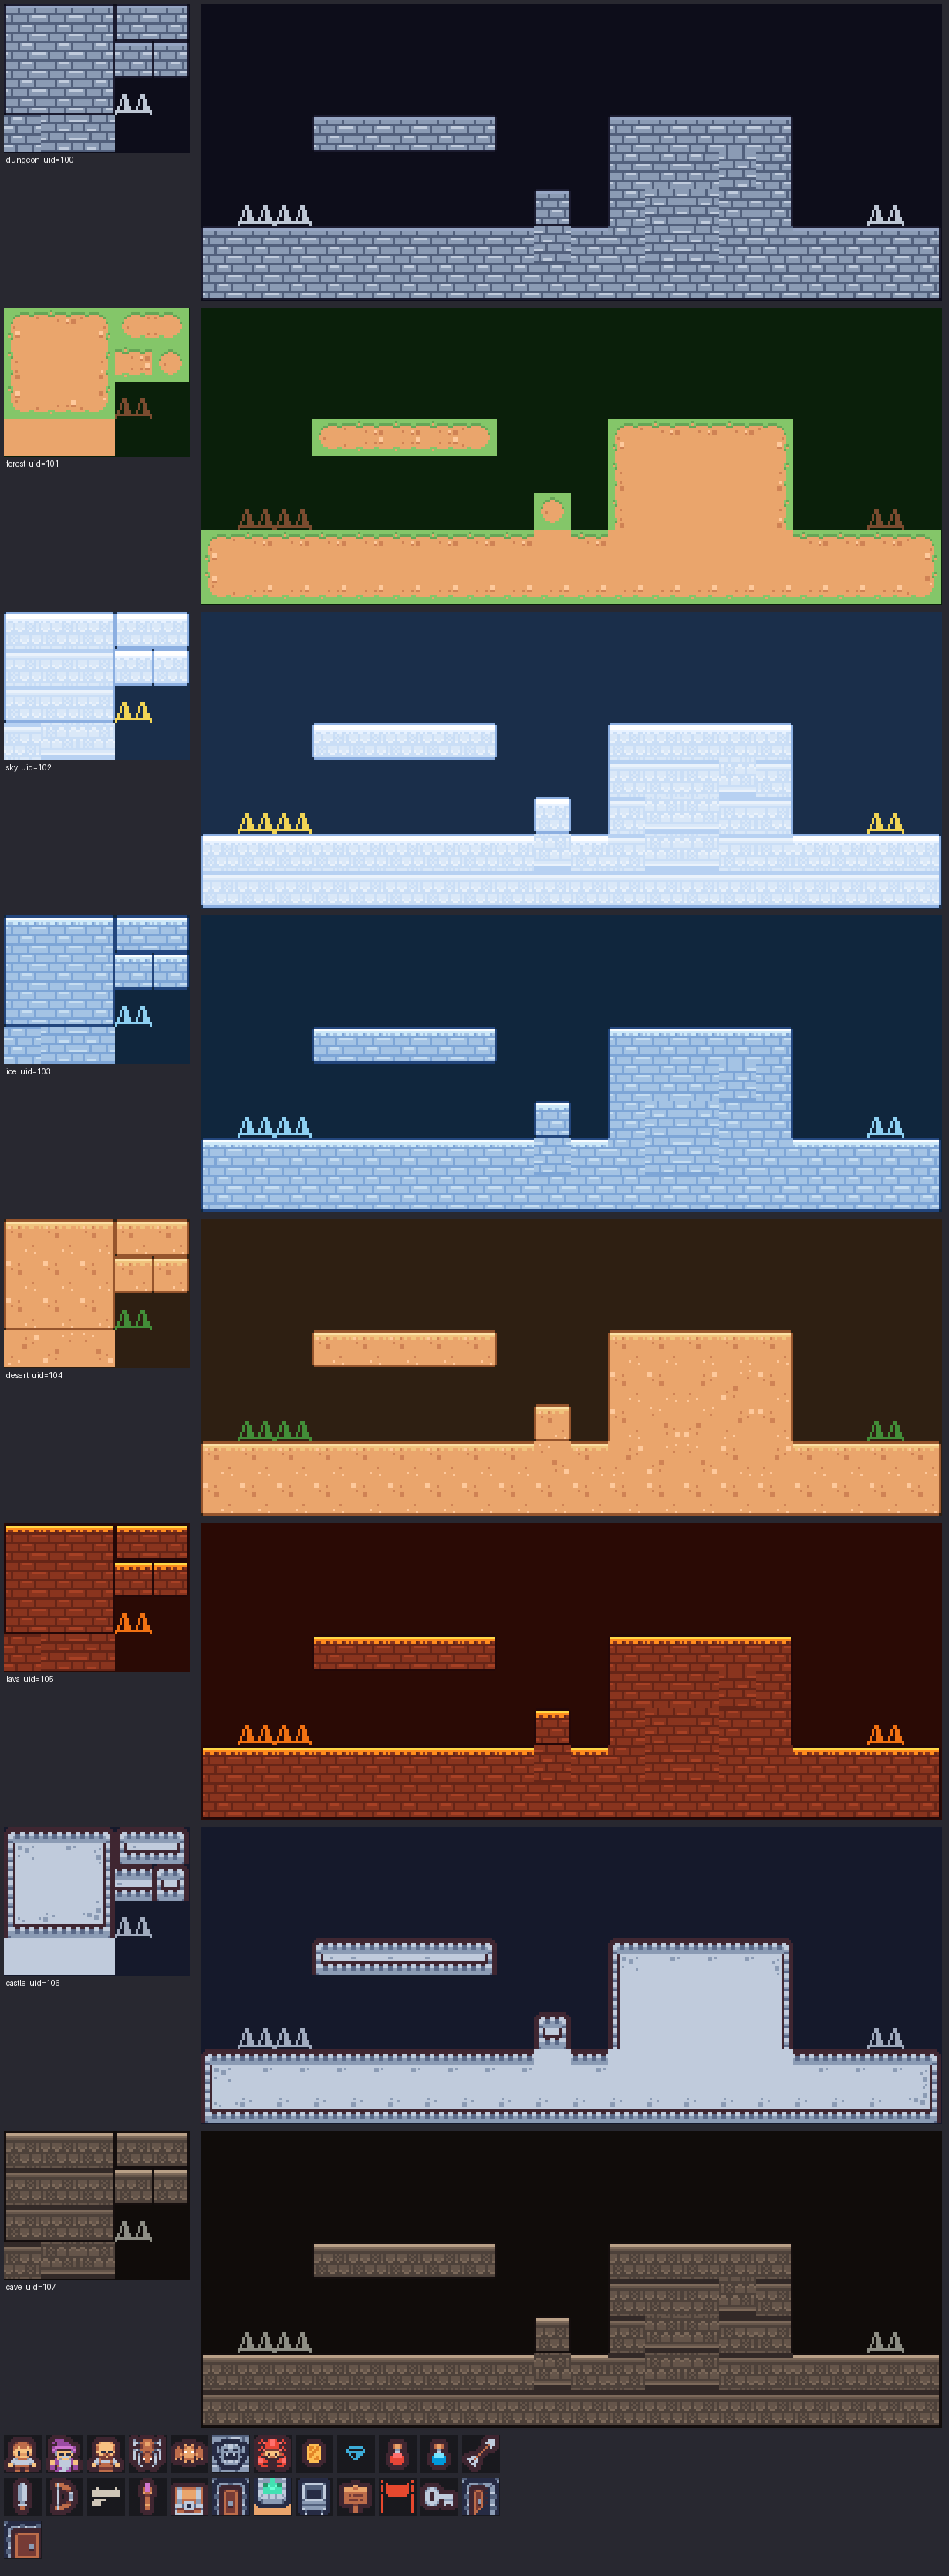 dungeon uid=100
forest uid=101
sky uid=102
ice uid=103
desert uid=104
lava uid=105
castle uid=106
cave uid=107